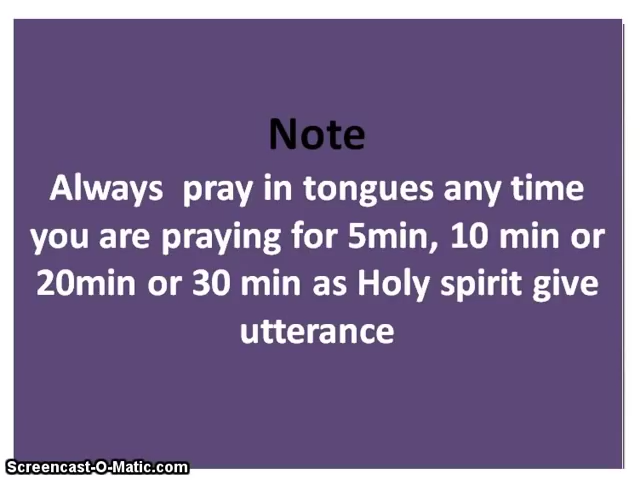 Note
Always  pray in tongues any time
you are praying for 5min, 10 min or
20min or 30 min as Holy spirit give
utterance
Screencast-O-Matic.com